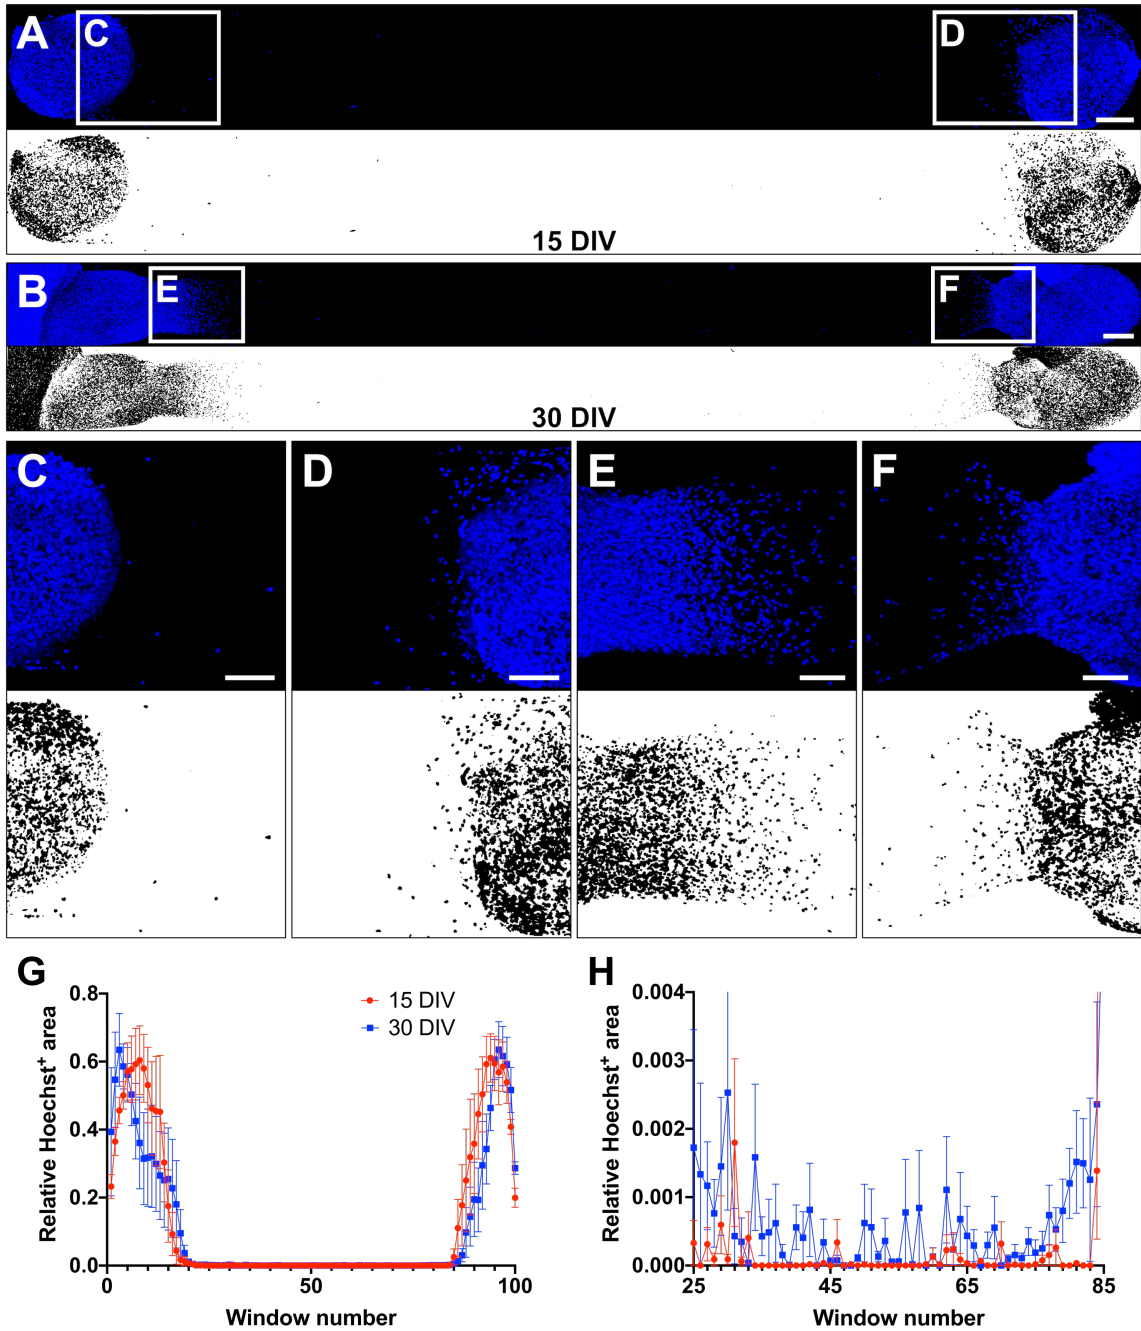 A
C
D
15 DIV
B
E
F
30 DIV
C
D
E
F
G
H
Relative Hoechst⁺ area
0.8
0.6
0.4
0.2
0.0
0
50
100
Window number
15 DIV
30 DIV
Relative Hoechst⁺ area
0.004
0.003
0.002
0.001
0.000
25
45
65
85
Window number